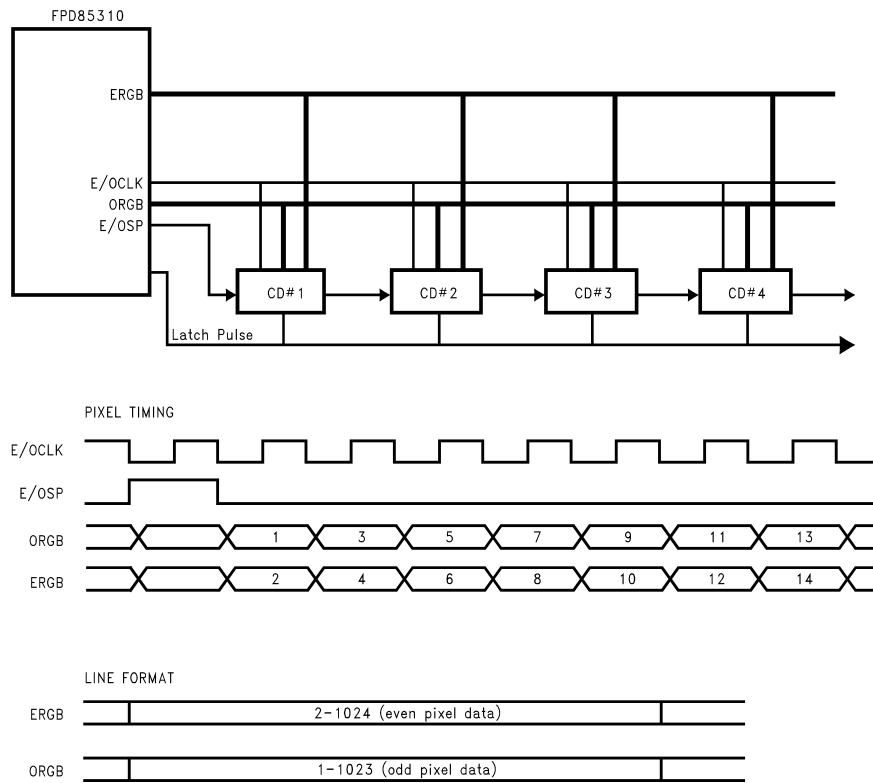 FPD85310
ERGB
E/OCLK
ORGB
E/OSP
CD#1 CD#2 CD#3 CD#4
Latch Pulse
PIXEL TIMING
E/OCLK
E/OSP
ORGB 1 3 5 7 9 11 13
ERGB 2 4 6 8 10 12 14
LINE FORMAT
ERGB 2-1024 (even pixel data)
ORGB 1-1023 (odd pixel data)